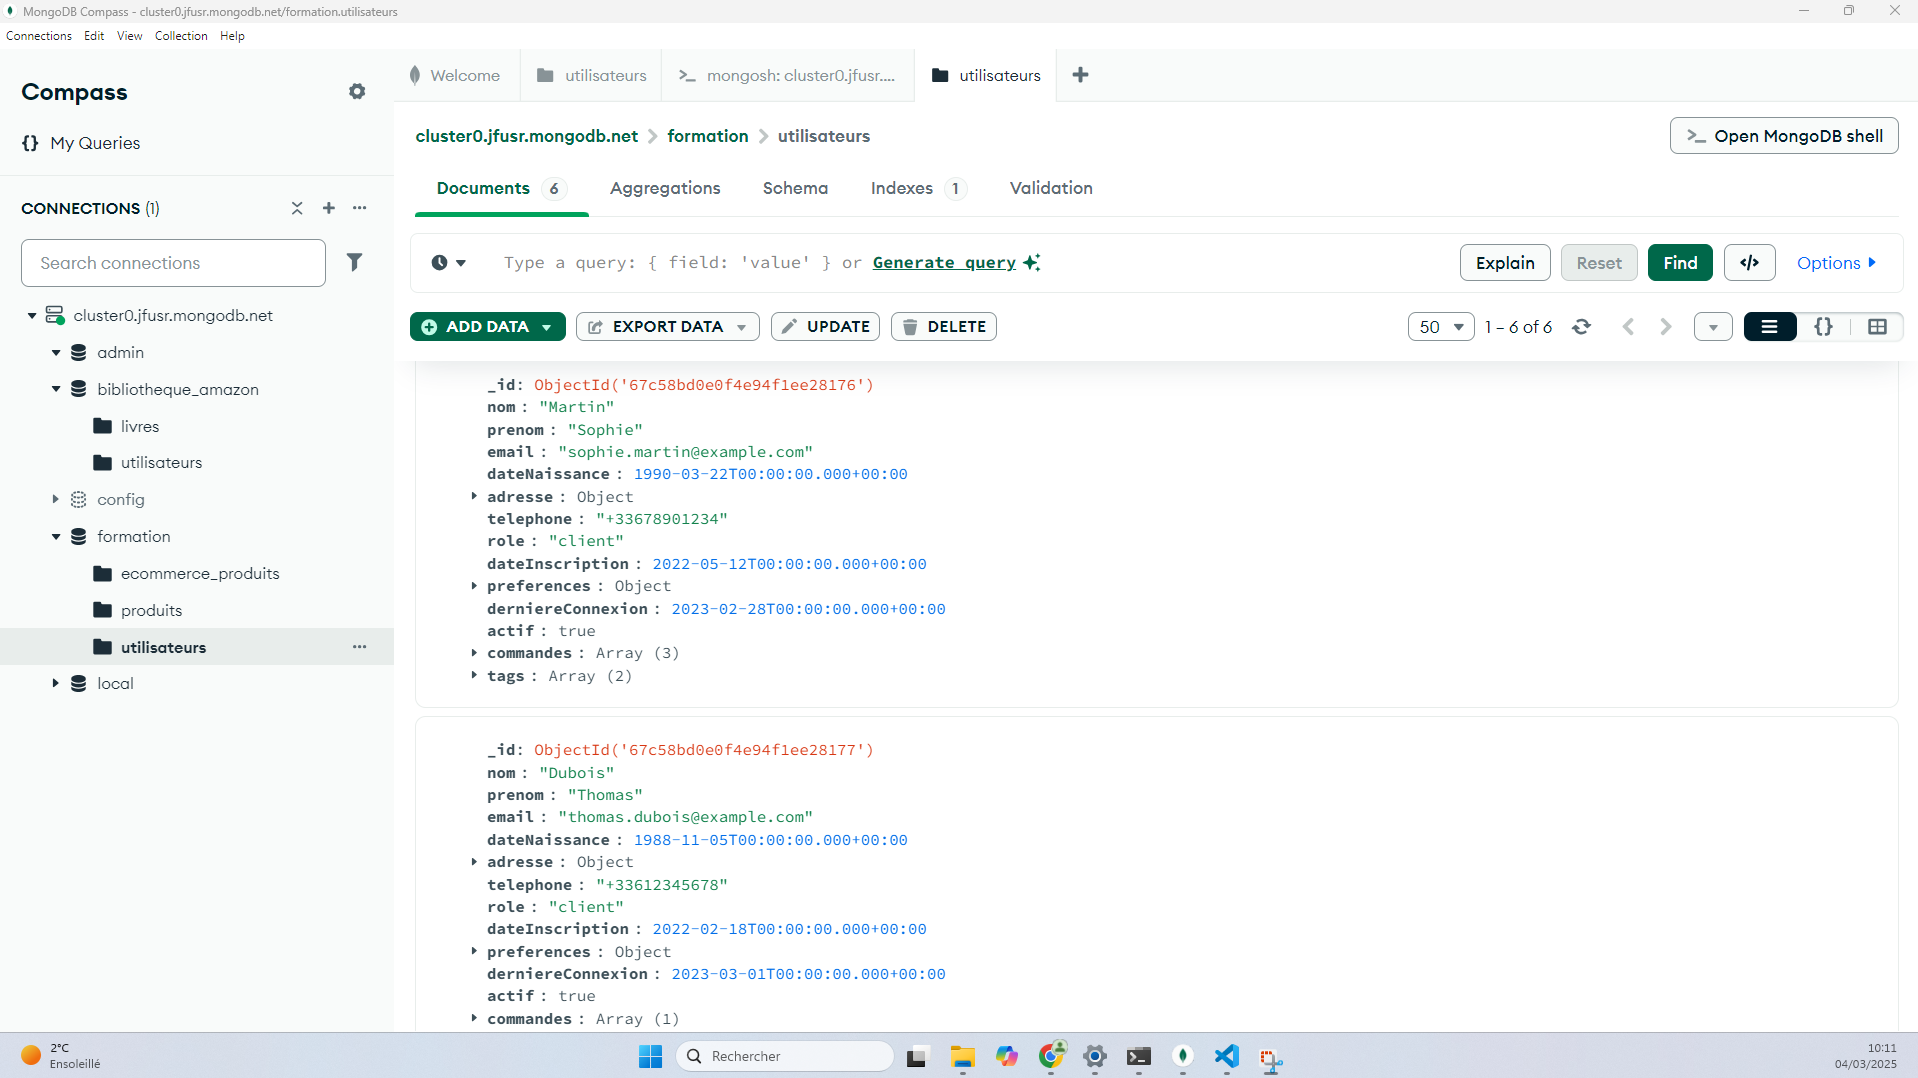 MongoDB Compass - cluster0.jfusr.mongodb.net/formation.utilisateurs
Connections Edit View Collection Help
Compass
My Queries
CONNECTIONS (1)
Search connections
cluster0.jfusr.mongodb.net
admin
bibliotheque_amazon
livres
utilisateurs
config
formation
ecommerce_produits
produits
utilisateurs
local
Welcome
utilisateurs
mongosh: cluster0.jfusr....
utilisateurs
cluster0.jfusr.mongodb.net > formation > utilisateurs
Open MongoDB shell
Documents 6 Aggregations Schema Indexes 1 Validation
Type a query: { field: 'value' } or Generate query
Explain Reset Find </> Options
ADD DATA EXPORT DATA UPDATE DELETE
50 1 – 6 of 6 {}
_id: ObjectId('67c58bd0e0f4e94f1ee28176')
nom : "Martin"
prenom : "Sophie"
email : "sophie.martin@example.com"
dateNaissance : 1990-03-22T00:00:00.000+00:00
adresse : Object
telephone : "+33678901234"
role : "client"
dateInscription : 2022-05-12T00:00:00.000+00:00
preferences : Object
derniereConnexion : 2023-02-28T00:00:00.000+00:00
actif : true
commandes : Array (3)
tags : Array (2)
_id: ObjectId('67c58bd0e0f4e94f1ee28177')
nom : "Dubois"
prenom : "Thomas"
email : "thomas.dubois@example.com"
dateNaissance : 1988-11-05T00:00:00.000+00:00
adresse : Object
telephone : "+33612345678"
role : "client"
dateInscription : 2022-02-18T00:00:00.000+00:00
preferences : Object
derniereConnexion : 2023-03-01T00:00:00.000+00:00
actif : true
commandes : Array (1)
2°C
Ensoleillé
Rechercher
10:11
04/03/2025